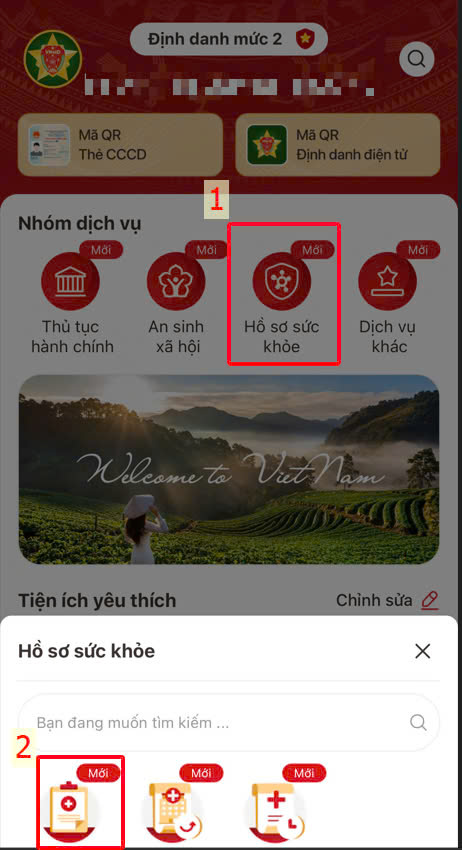 Định danh mức 2
Mã QR
Thẻ CCCD
Mã QR
Định danh điện tử
1
Nhóm dịch vụ
Mới
Mới
Mới
Mới
Thủ tục
hành chính
An sinh
xã hội
Hồ sơ sức
khỏe
Dịch vụ
khác
Welcome to VietNam
Tiện ích yêu thích
Chỉnh sửa
Hồ sơ sức khỏe
Bạn đang muốn tìm kiếm ...
2
Mới
Mới
Mới